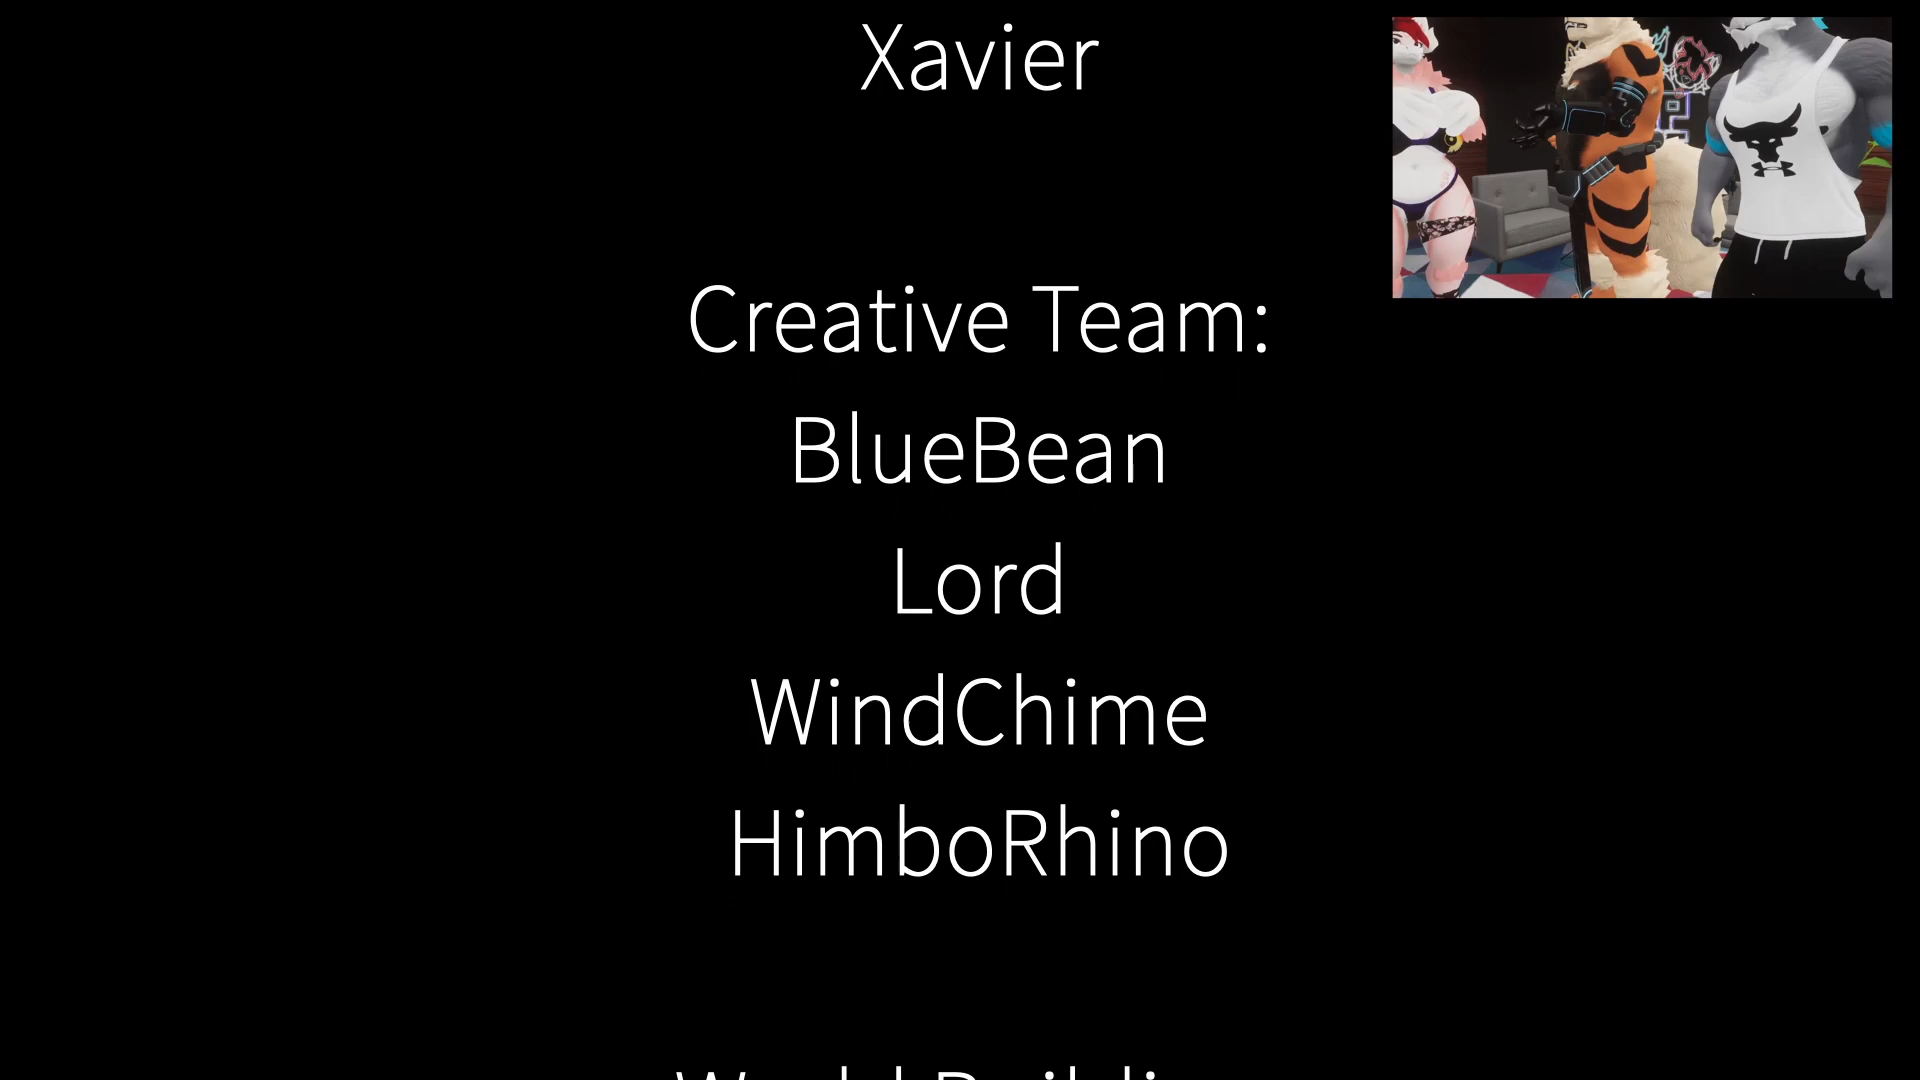 Xavier
Creative Team:
BlueBean
Lord
WindChime
HimboRhino